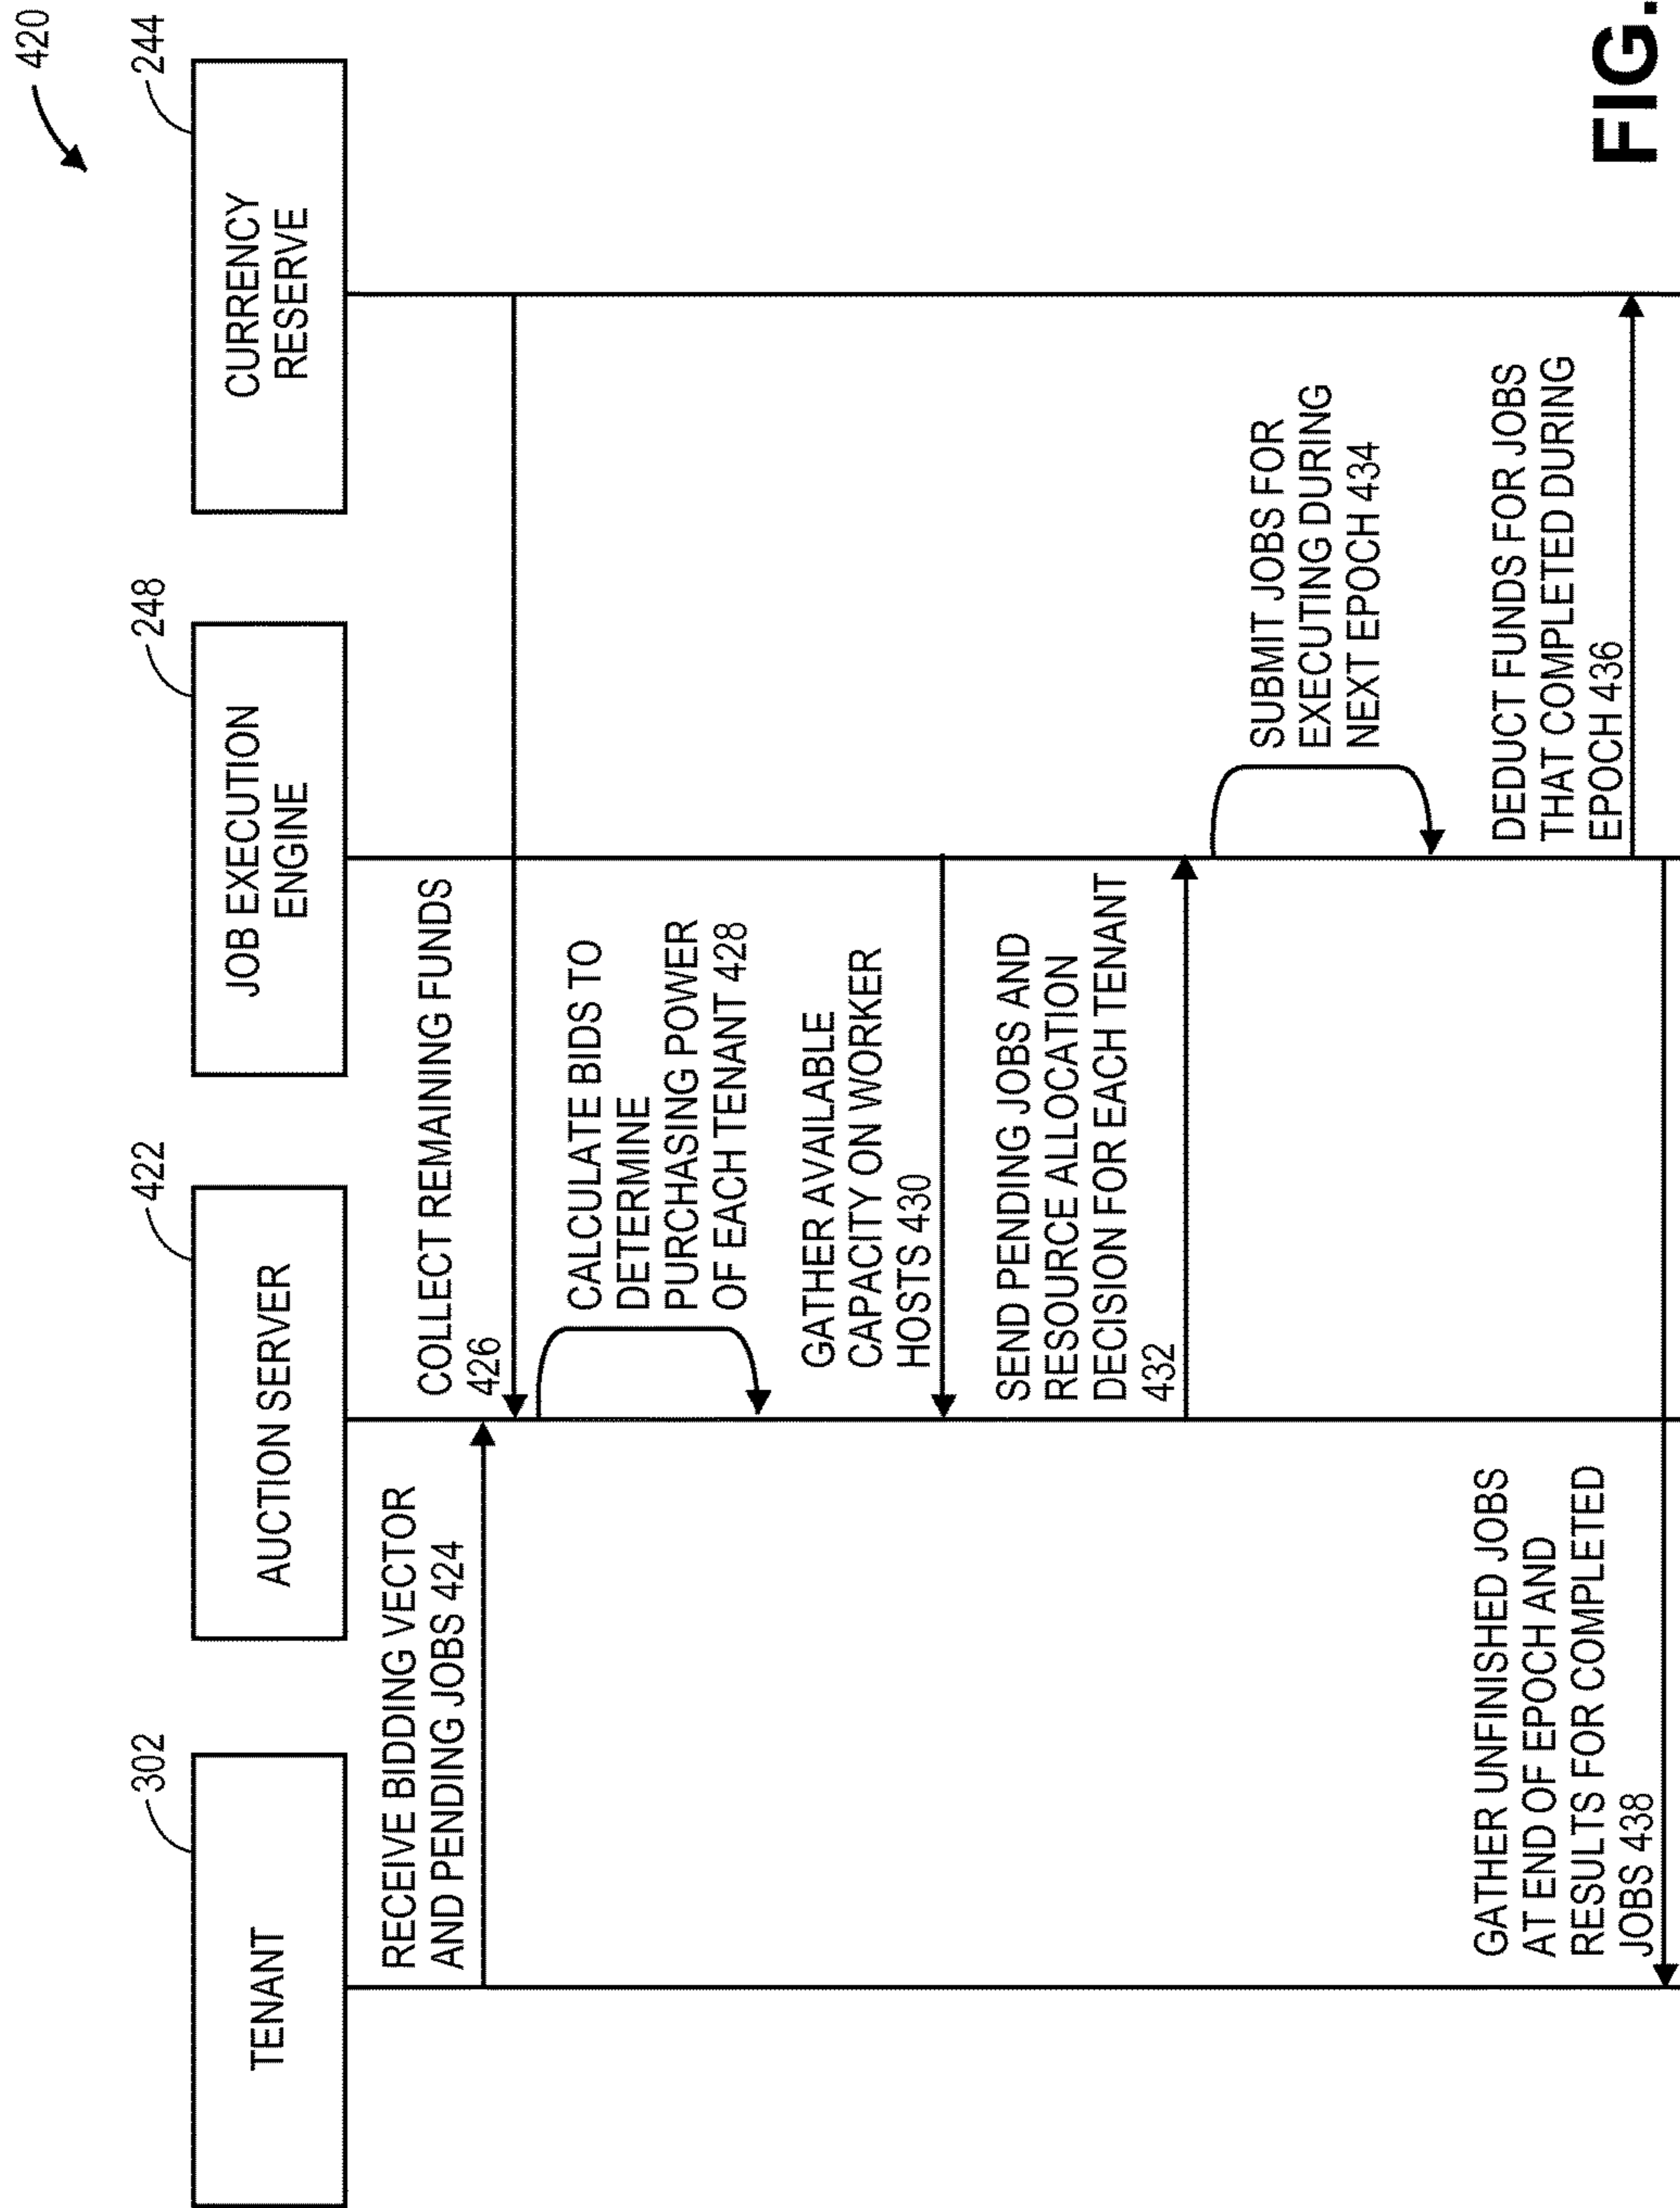 420
302
422
248
244
TENANT
AUCTION SERVER
JOB EXECUTION
ENGINE
CURRENCY
RESERVE
RECEIVE BIDDING VECTOR
AND PENDING JOBS 424
COLLECT REMAINING FUNDS
426
CALCULATE BIDS TO
DETERMINE
PURCHASING POWER
OF EACH TENANT 428
GATHER AVAILABLE
CAPACITY ON WORKER
HOSTS 430
SEND PENDING JOBS AND
RESOURCE ALLOCATION
DECISION FOR EACH TENANT
432
SUBMIT JOBS FOR
EXECUTING DURING
NEXT EPOCH 434
DEDUCT FUNDS FOR JOBS
THAT COMPLETED DURING
EPOCH 436
GATHER UNFINISHED JOBS
AT END OF EPOCH AND
RESULTS FOR COMPLETED
JOBS 438
FIG.